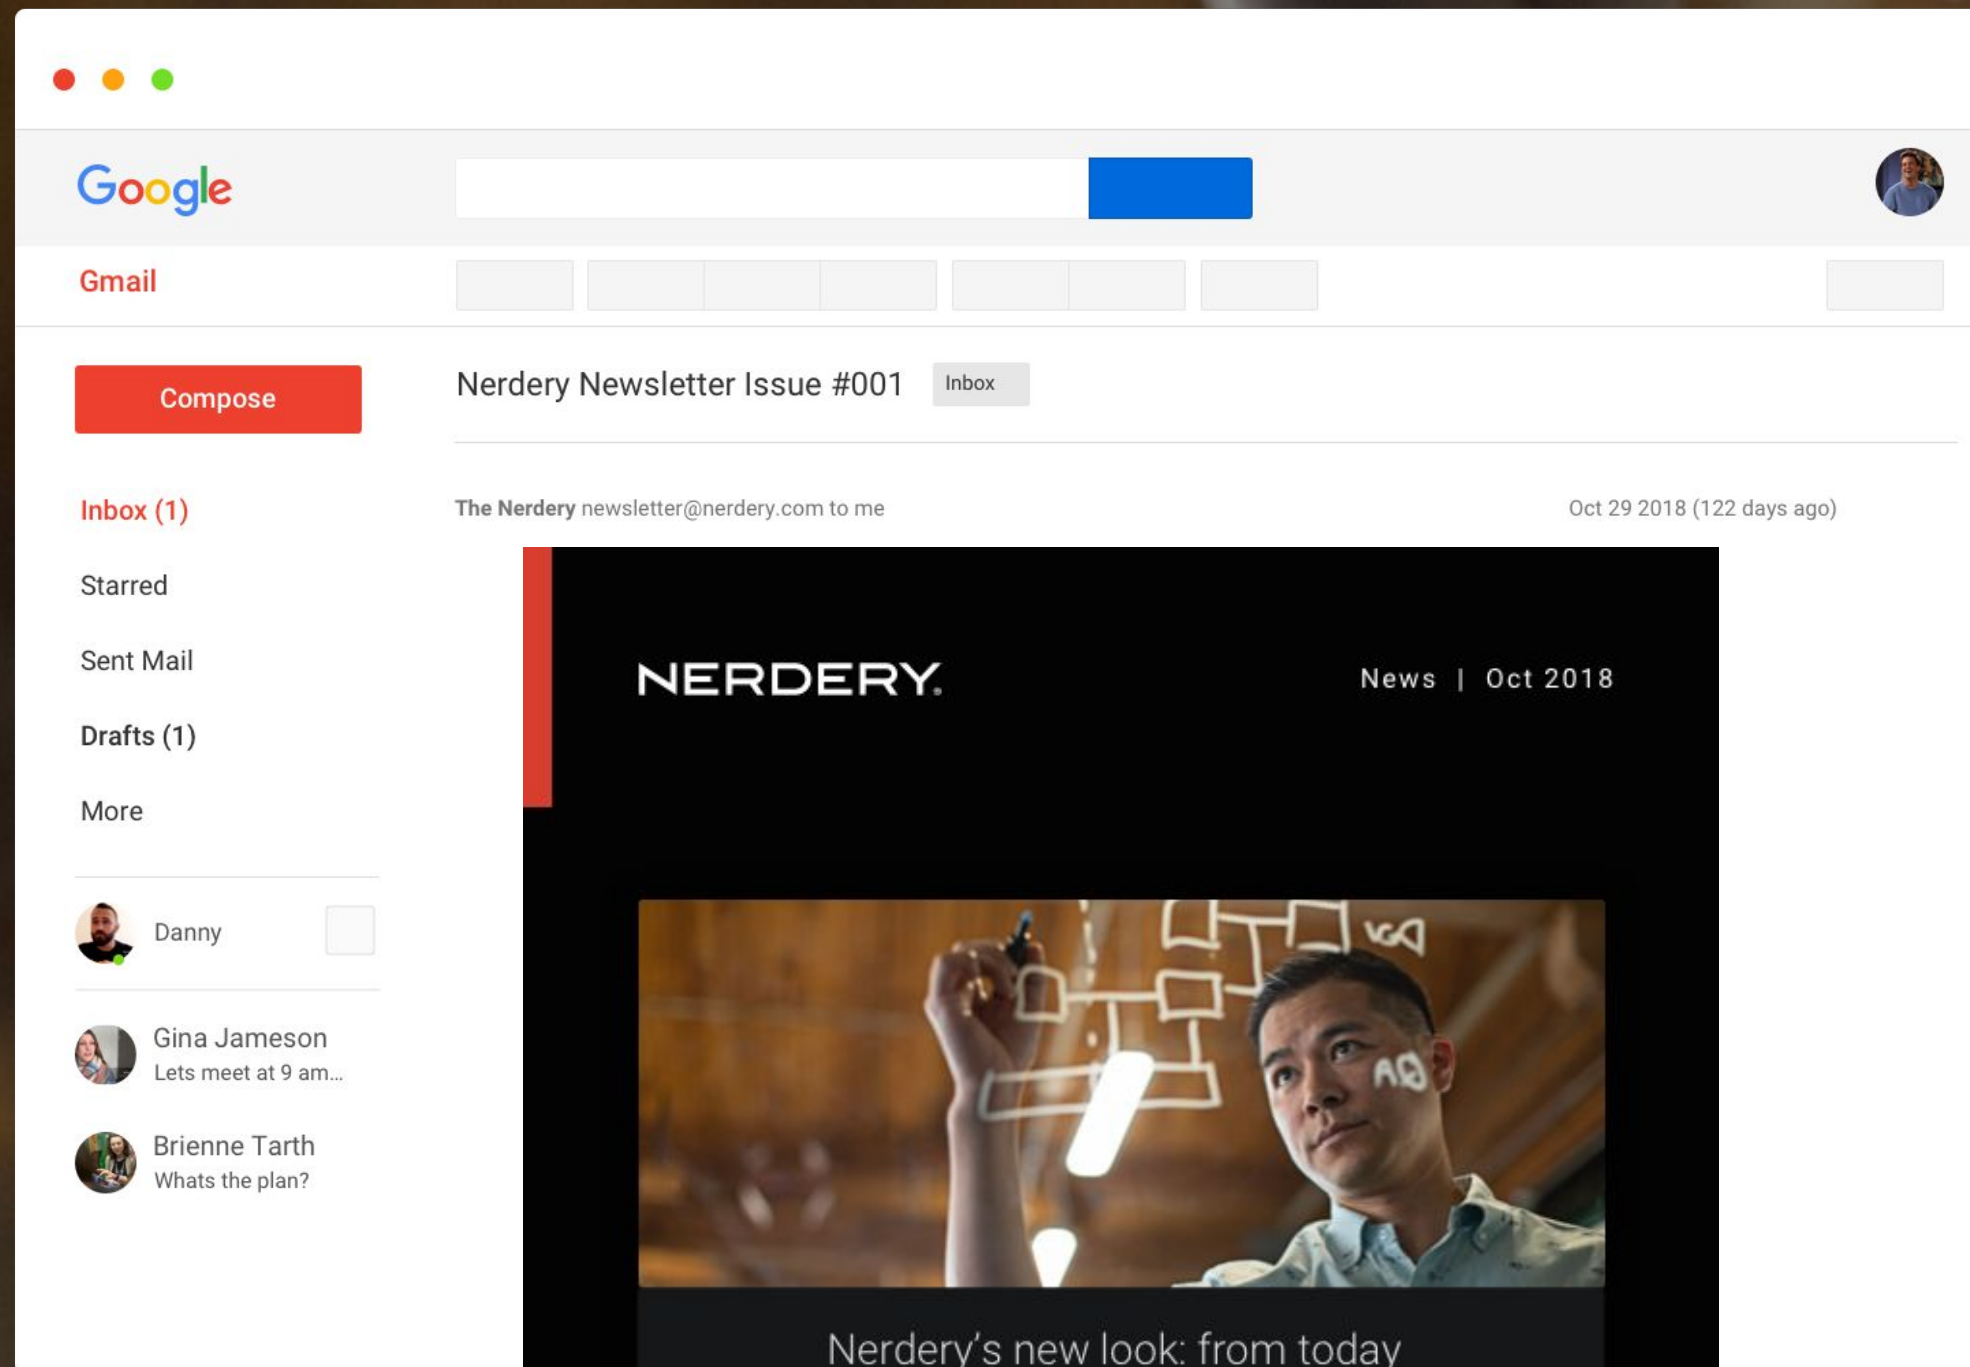 Google
Gmail
Compose
Nerdery Newsletter Issue #001 Inbox
Inbox (1)
The Nerdery newsletter@nerdery.com to me Oct 29 2018 (122 days ago)
Starred
Sent Mail
Drafts (1)
More
Danny
Gina Jameson
Lets meet at 9 am...
Brienne Tarth
Whats the plan?
NERDERY® News | Oct 2018
Nerdery's new look: from today